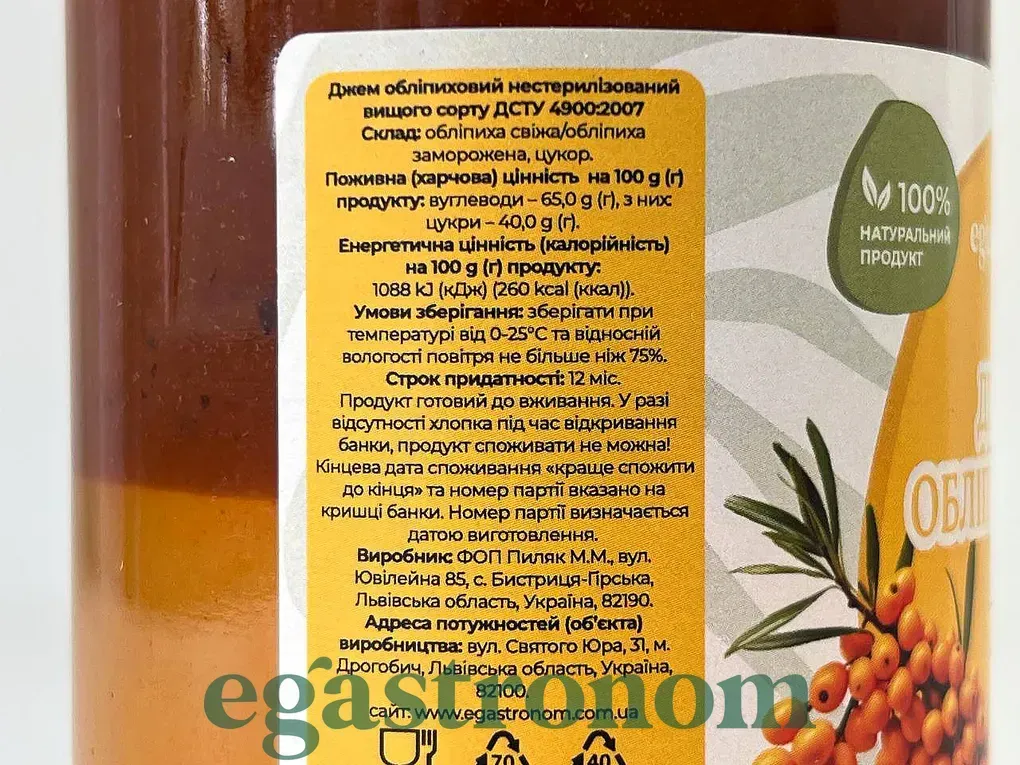 Джем обліпиховий нестерилізований
вищого сорту ДСТУ 4900:2007
Склад: обліпиха свіжа/обліпиха
заморожена, цукор.
Поживна (харчова) цінність на 100 g (г)
продукту: вуглеводи – 65,0 g (г), з них
цукри – 40,0 g (г).
Енергетична цінність (калорійність)
на 100 g (г) продукту:
1088 kJ (кДж) (260 kcal (ккал)).
Умови зберігання: зберігати при
температурі від 0-25°С та відносній
вологості повітря не більше ніж 75%.
Строк придатності: 12 міс.
Продукт готовий до вживання. У разі
відсутності хлопка під час відкривання
банки, продукт споживати не можна!
Кінцева дата споживання «краще спожити
до кінця» та номер партії вказано на
кришці банки. Номер партії визначається
датою виготовлення.
Виробник: ФОП Пиляк М.М., вул.
Ювілейна 85, с. Бистриця-Гірська,
Львівська область, Україна, 82190.
Адреса потужностей (об'єкта)
виробництва: вул. Святого Юра, 31, м.
Дрогобич, Львівська область, Україна,
82100.
сайт: www.egastronom.com.ua
70
40
100%
НАТУРАЛЬНИЙ
ПРОДУКТ
egastronom